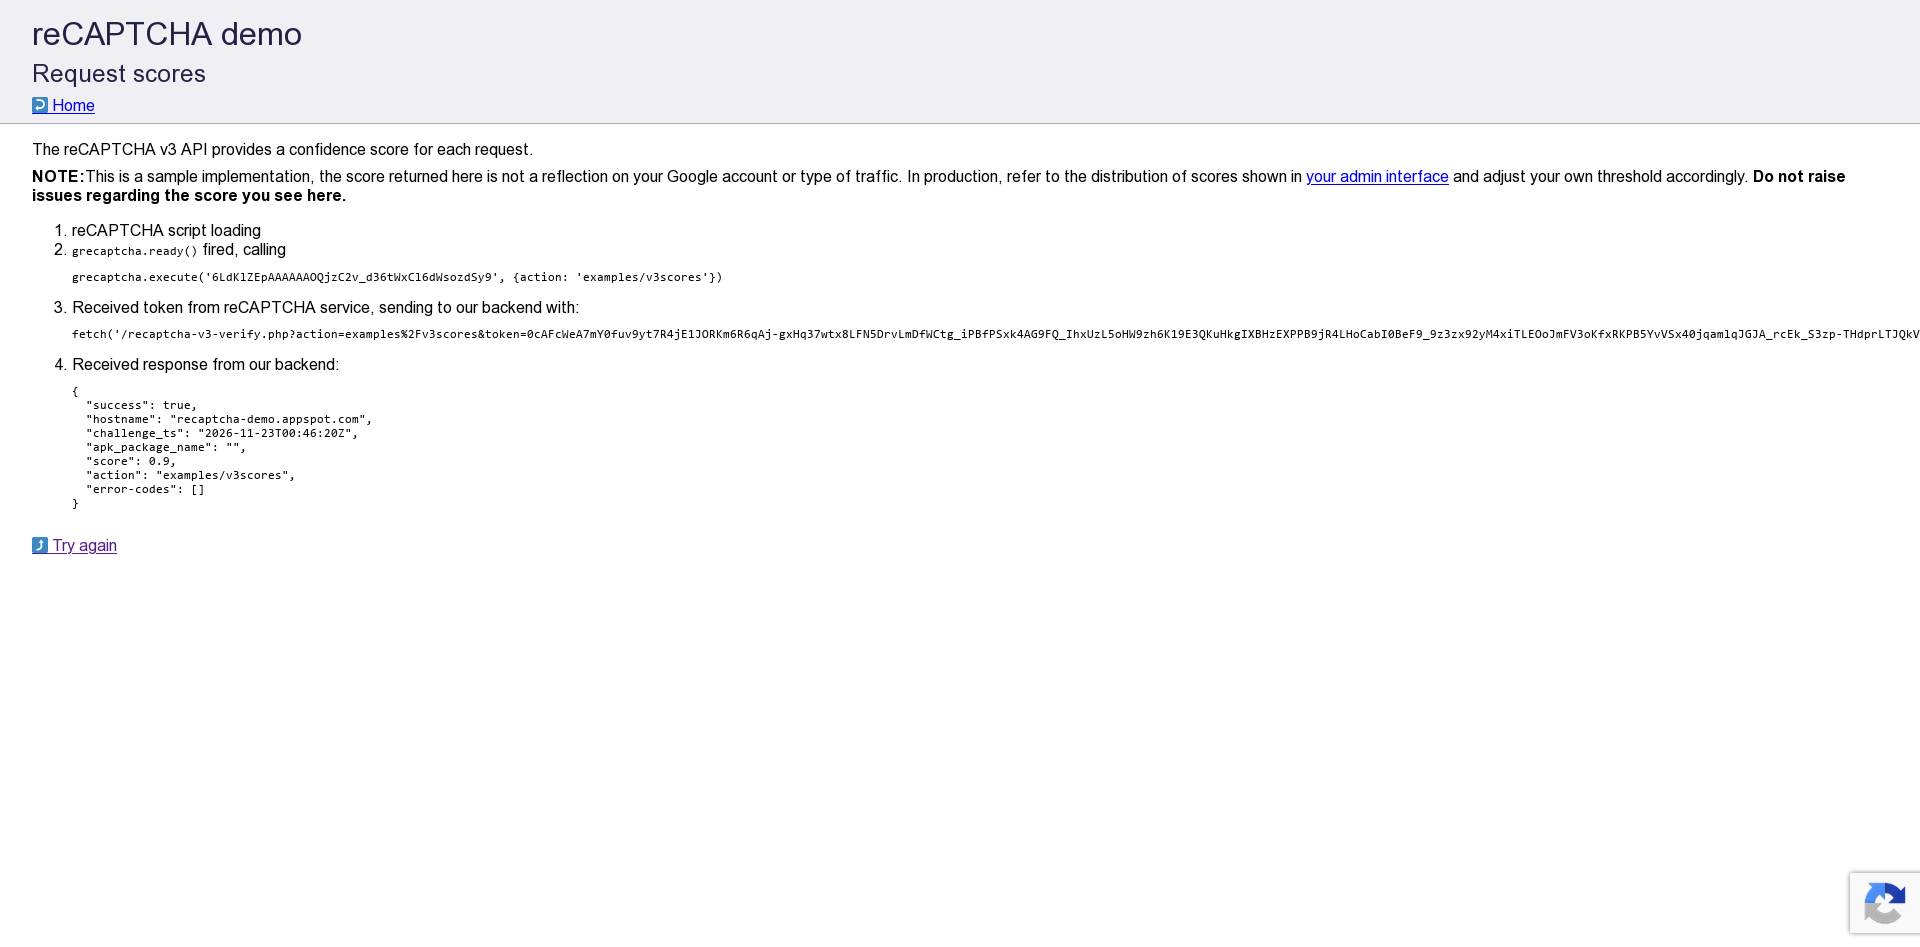 reCAPTCHA demo
Request scores
Home
The reCAPTCHA v3 API provides a confidence score for each request.
NOTE:This is a sample implementation, the score returned here is not a reflection on your Google account or type of traffic. In production, refer to the distribution of scores shown in your admin interface and adjust your own threshold accordingly. Do not raise
issues regarding the score you see here.
1. reCAPTCHA script loading
2. grecaptcha.ready() fired, calling
grecaptcha.execute('6LdKlZEpAAAAAAOQjzC2v_d36tWxCl6dWsozdSy9', {action: 'examples/v3scores'})
3. Received token from reCAPTCHA service, sending to our backend with:
fetch('/recaptcha-v3-verify.php?action=examples%2Fv3scores&token=0cAFcWeA7mY0fuv9yt7R4jE1JORKm6R6qAj-gxHq37wtx8LFN5DrvLmDfWCtg_iPBfPSxk4AG9FQ_IhxUzL5oHW9zh6K19E3QKuHkgIXBHzEXPPB9jR4LHoCabI0BeF9_9z3zx92yM4xiTLEOoJmFV3oKfxRKPB5YvVSx40jqamlqJGJA_rcEk_S3zp-THdprLTJQkV
4. Received response from our backend:
{
"success": true,
"hostname": "recaptcha-demo.appspot.com",
"challenge_ts": "2026-11-23T00:46:20Z",
"apk_package_name": "",
"score": 0.9,
"action": "examples/v3scores",
"error-codes": []
}
Try again